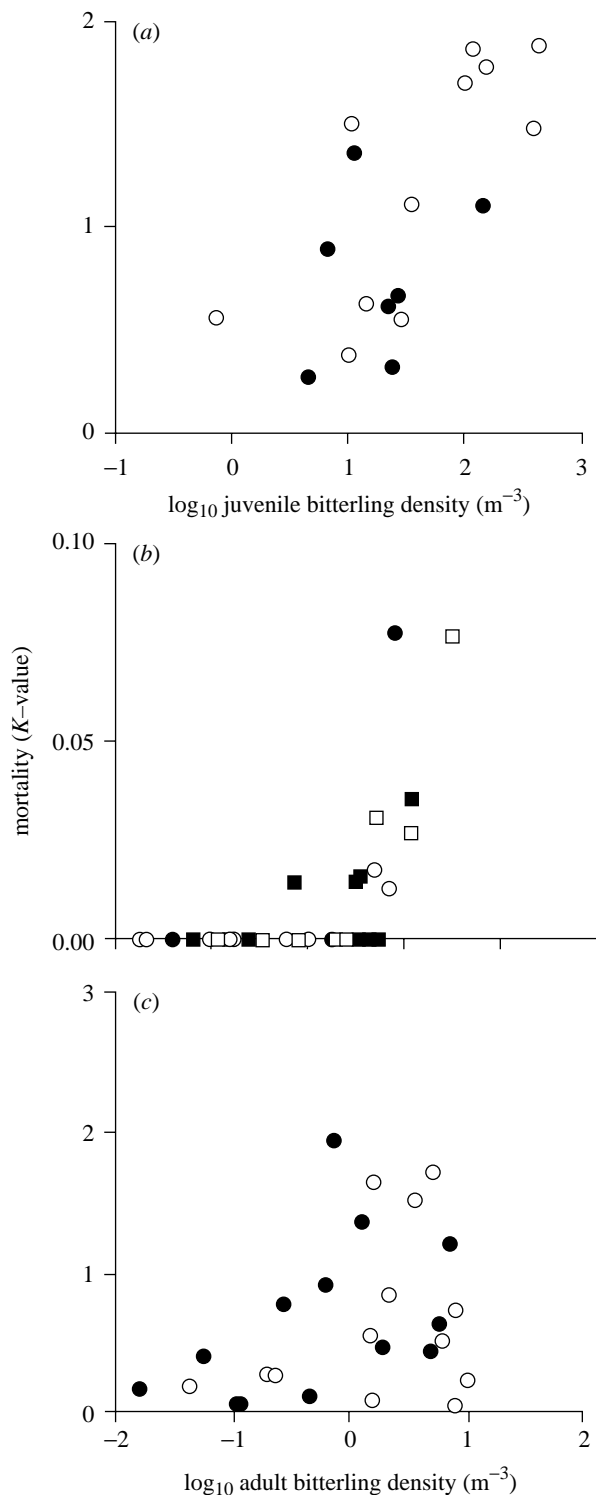 (a)
2
1
0
−1 0 1 2 3
log₁₀ juvenile bitterling density (m⁻³)
(b)
0.10
0.05
0.00
mortality (K–value)
(c)
3
2
1
0
−2 −1 0 1 2
log₁₀ adult bitterling density (m⁻³)